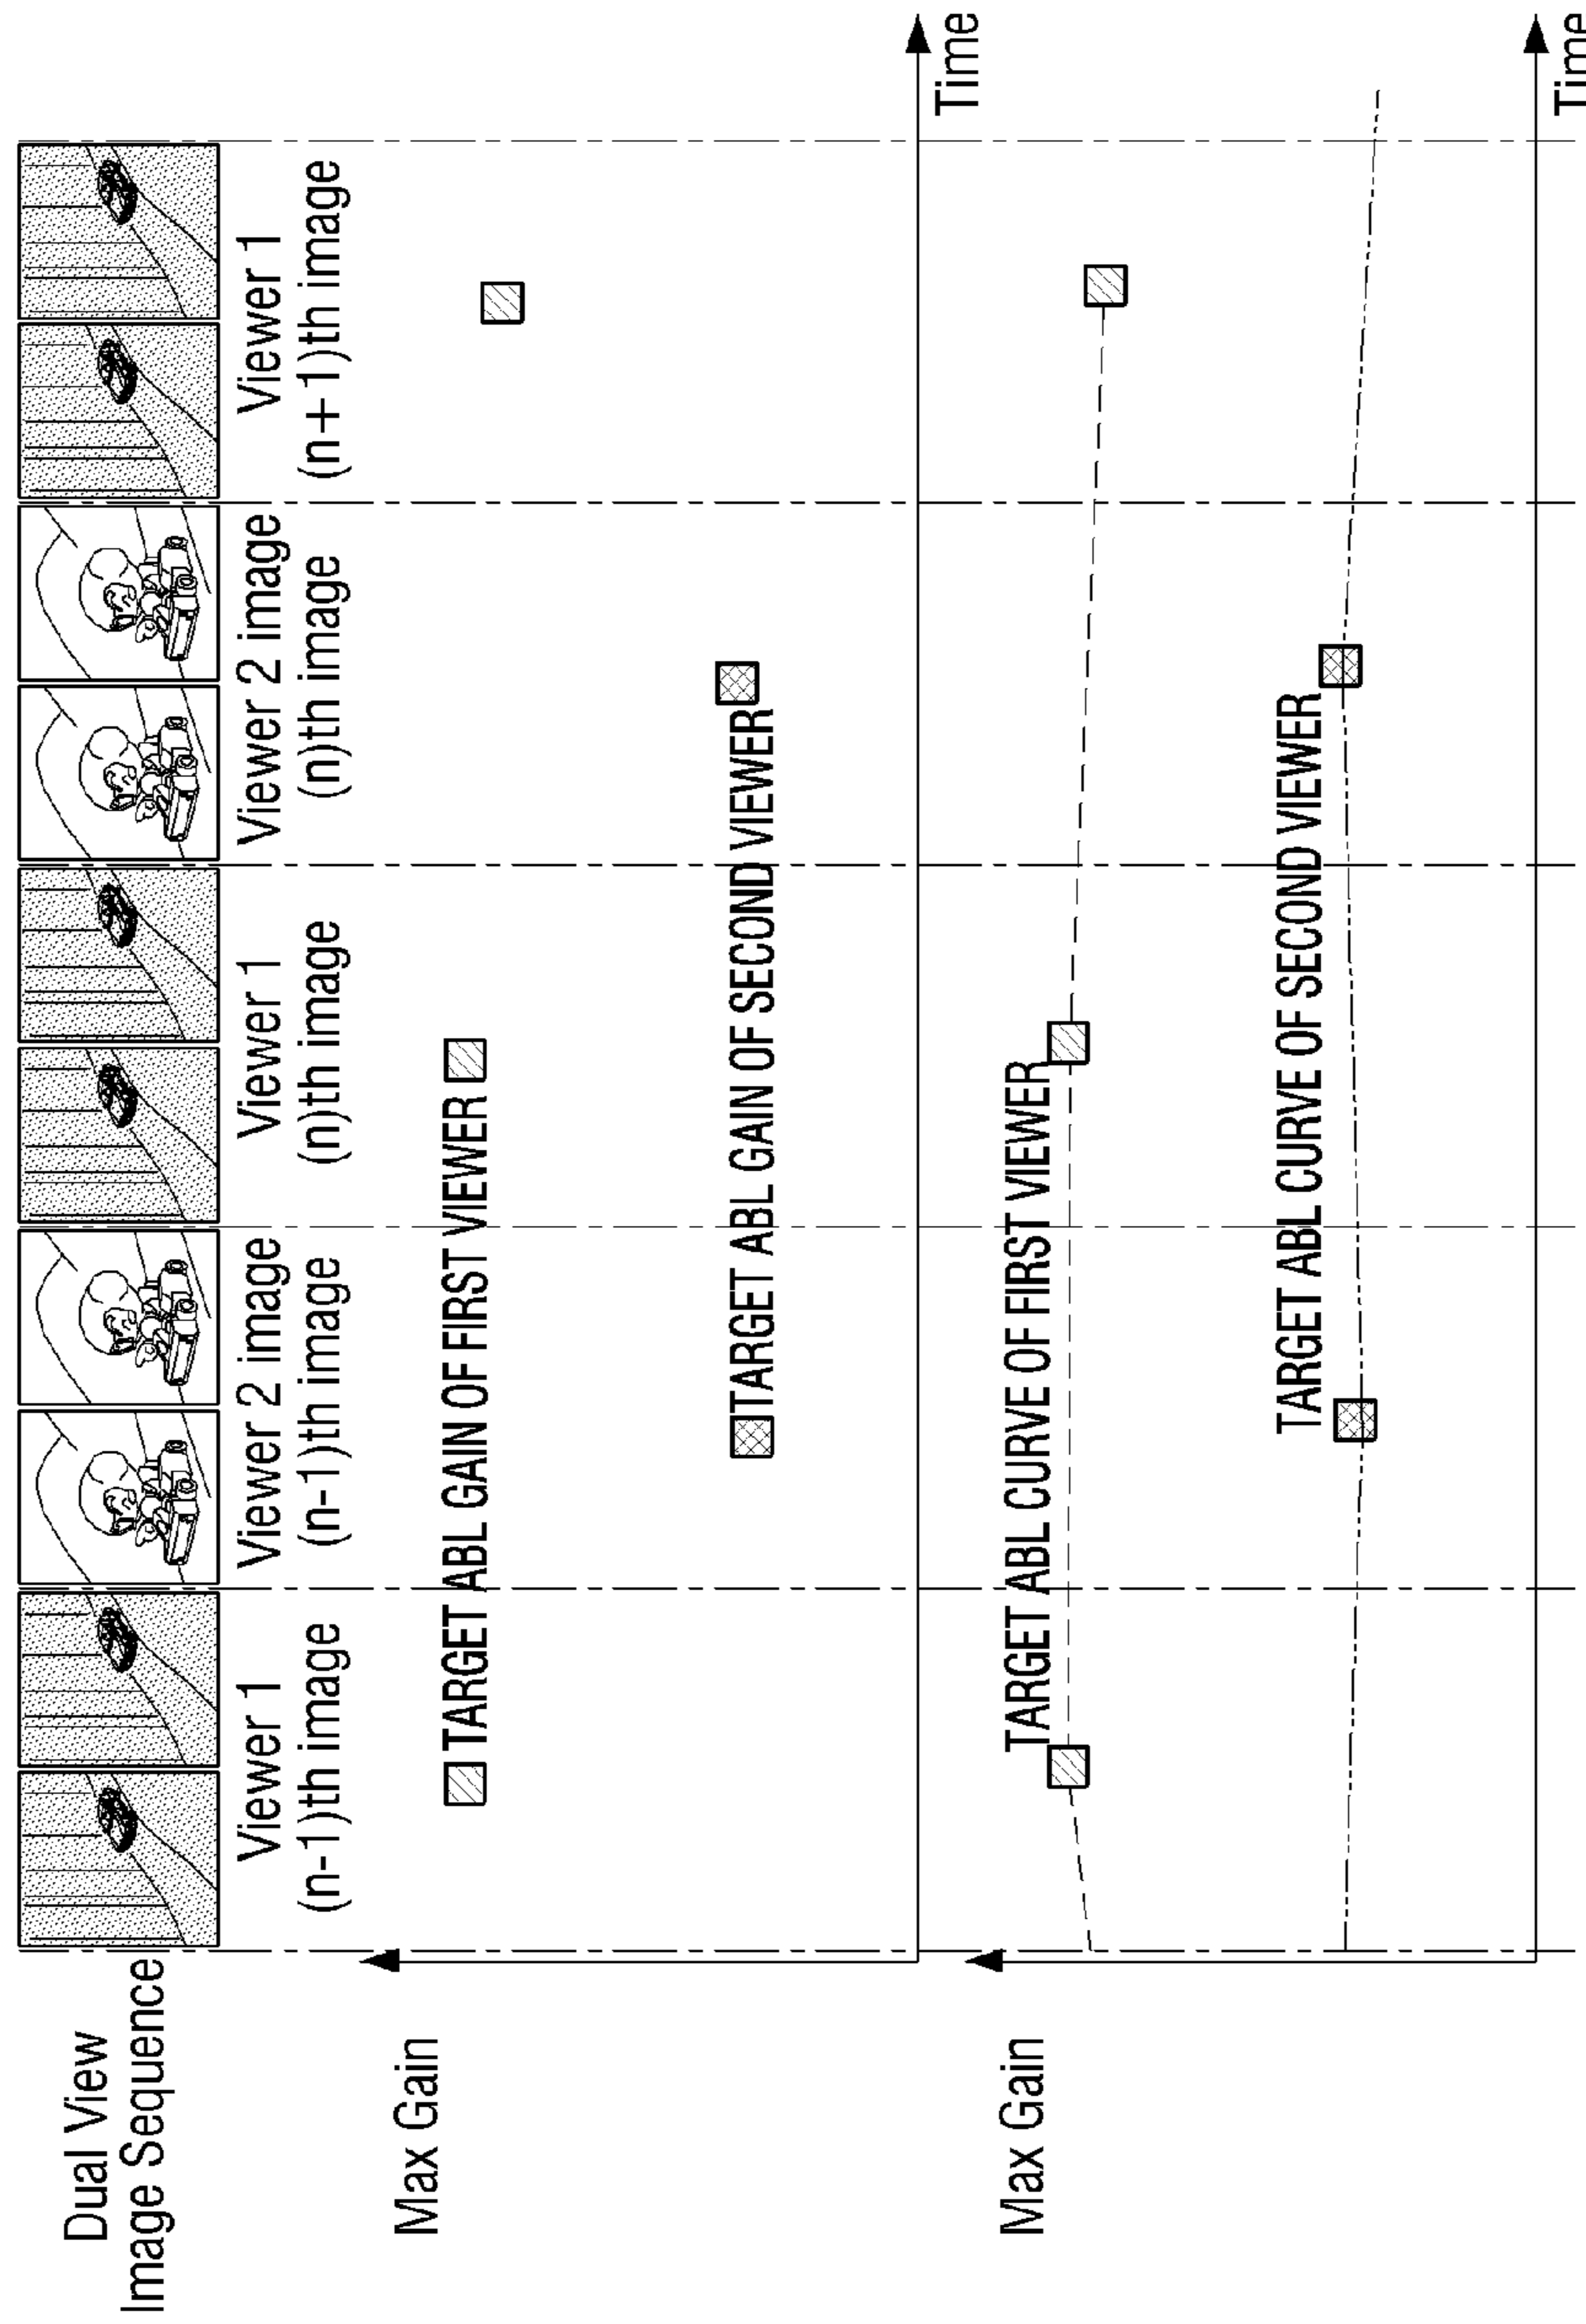 Dual View
Image Sequence
Viewer 1
(n-1)th image
Viewer 2 image
(n-1)th image
Viewer 1
(n)th image
Viewer 2 image
(n)th image
Viewer 1
(n+1)th image
Max Gain
TARGET ABL GAIN OF FIRST VIEWER
TARGET ABL GAIN OF SECOND VIEWER
Time
Max Gain
TARGET ABL CURVE OF FIRST VIEWER
TARGET ABL CURVE OF SECOND VIEWER
Time